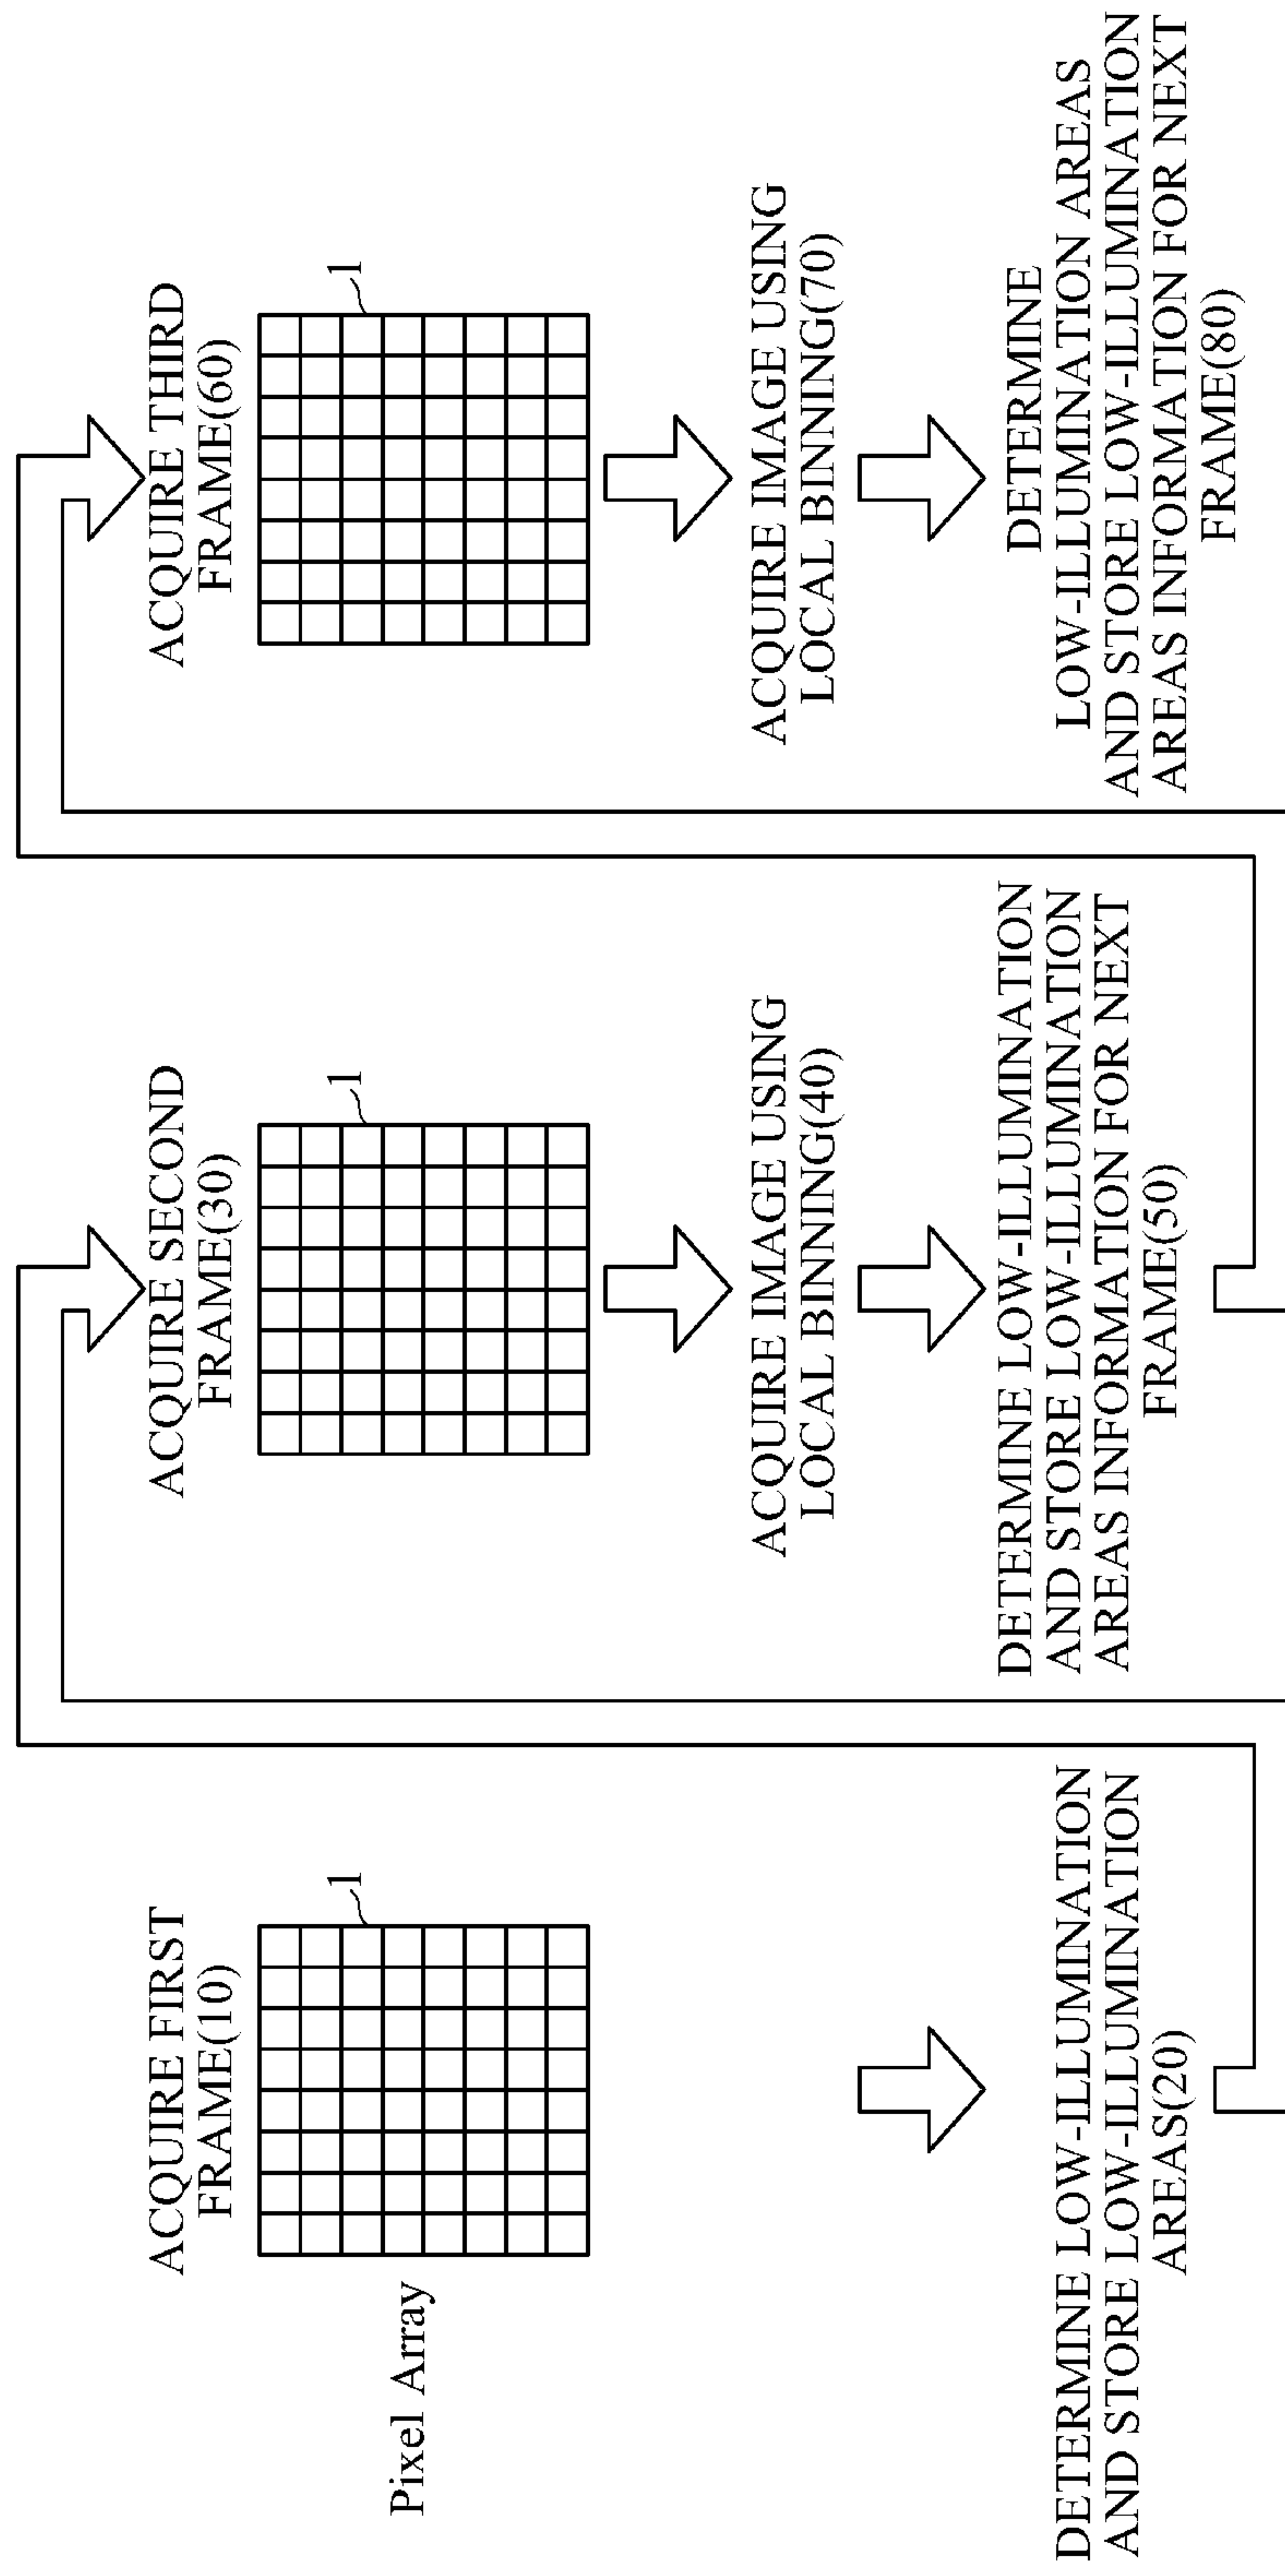 ACQUIRE FIRST
FRAME(10)
Pixel Array
1
DETERMINE LOW-ILLUMINATION
AND STORE LOW-ILLUMINATION
AREAS(20)
ACQUIRE SECOND
FRAME(30)
1
ACQUIRE IMAGE USING
LOCAL BINNING(40)
DETERMINE LOW-ILLUMINATION
AND STORE LOW-ILLUMINATION
AREAS INFORMATION FOR NEXT
FRAME(50)
ACQUIRE THIRD
FRAME(60)
1
ACQUIRE IMAGE USING
LOCAL BINNING(70)
DETERMINE
LOW-ILLUMINATION AREAS
AND STORE LOW-ILLUMINATION
AREAS INFORMATION FOR NEXT
FRAME(80)